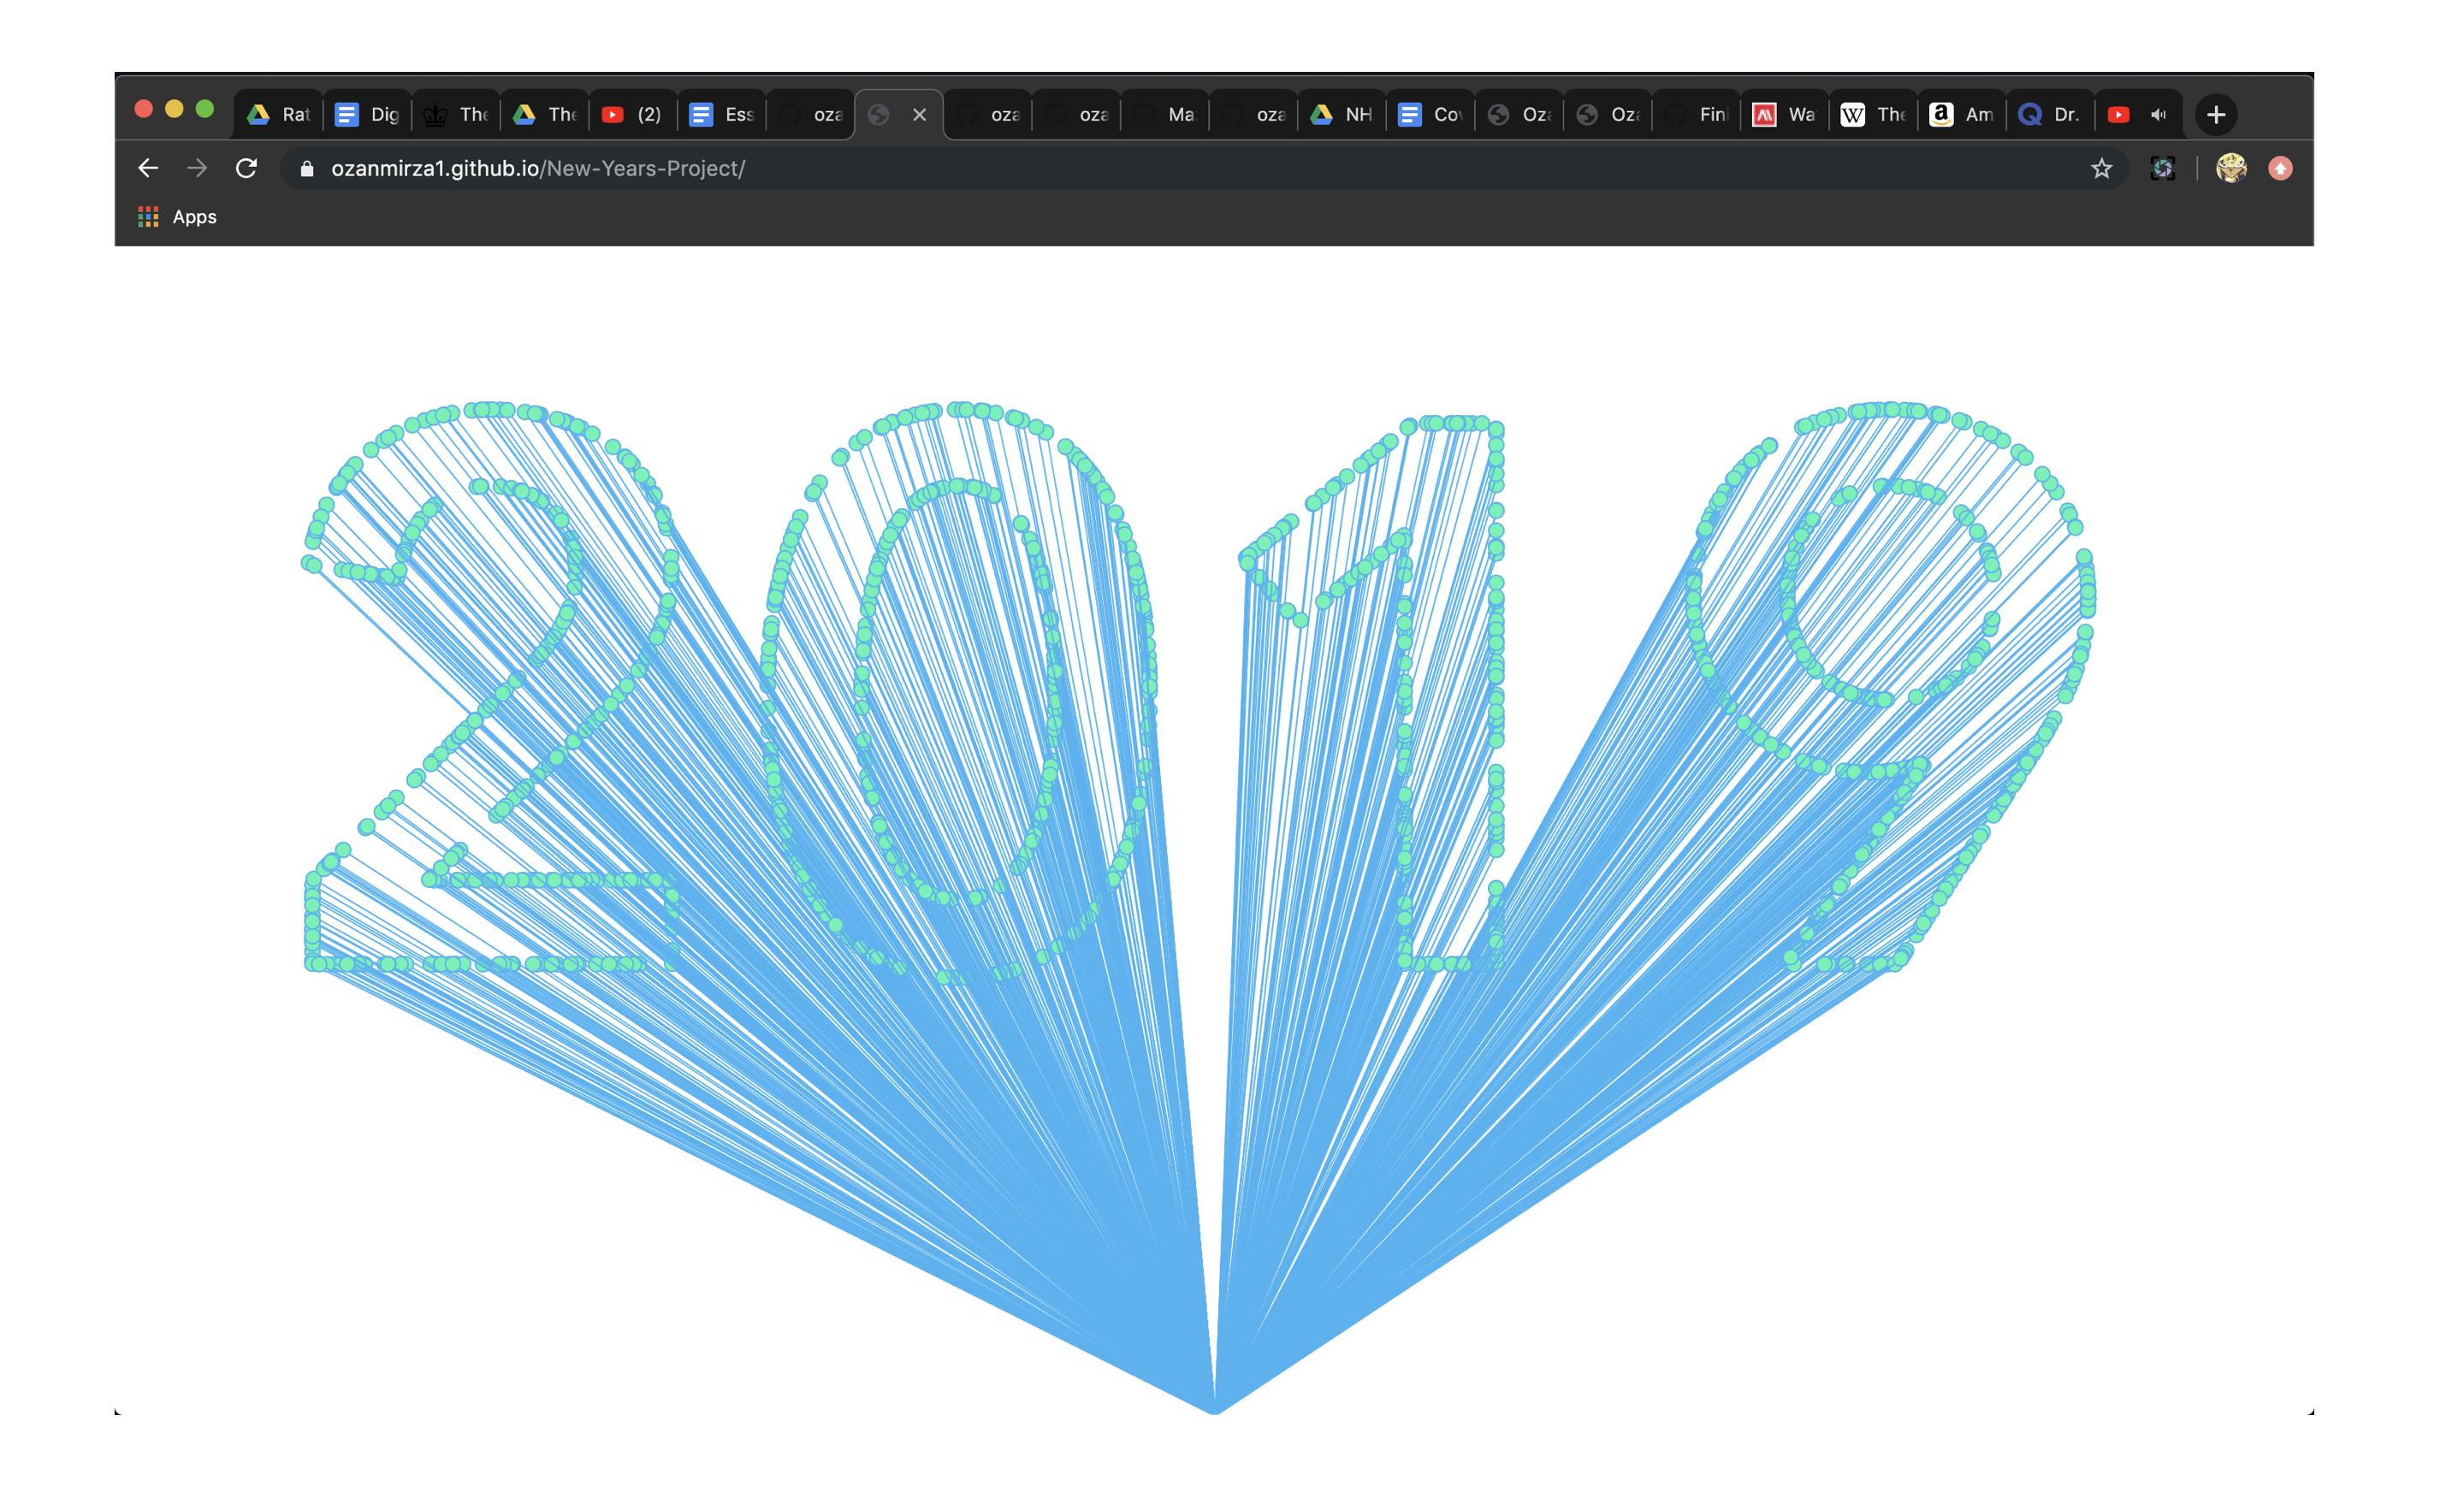 Rat Dig The The (2) Ess oza oza oza Ma oza NH Cov Oza Oza Fini Wa The Am Dr.
ozanmirza1.github.io/New-Years-Project/
Apps
2019